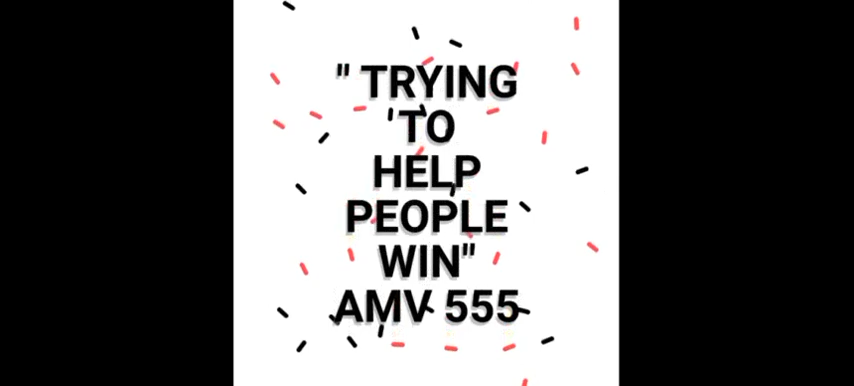 " TRYING
TO
HELP
PEOPLE
WIN"
AMV 555